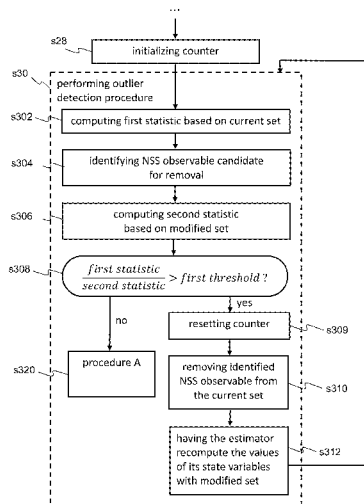 ...
s28
initializing counter
s30
performing outlier
detection procedure
s302
computing first statistic based on current set
s304
identifying NSS observable candidate
for removal
s306
computing second statistic
based on modified set
s308
first statistic
second statistic
> first threshold ?
no
yes
resetting counter
s309
s320
procedure A
removing identified
NSS observable from
the current set
s310
having the estimator
recompute the values
of its state variables
with modified set
s312